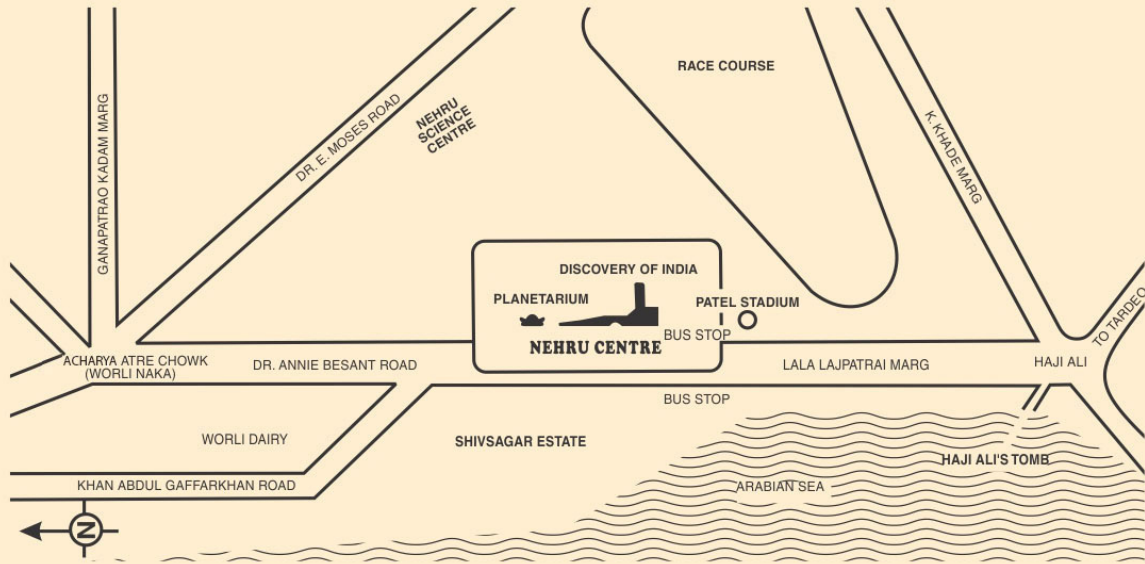 RACE COURSE
GANAPATRAO KADAM MARG
DR. E. MOSES ROAD
NEHRU
SCIENCE
CENTRE
K. KHADE MARG
DISCOVERY OF INDIA
PLANETARIUM
PATEL STADIUM
BUS STOP
NEHRU CENTRE
TO TARDEO
ACHARYA ATRE CHOWK
(WORLI NAKA)
DR. ANNIE BESANT ROAD
LALA LAJPATRAI MARG
HAJI ALI
BUS STOP
WORLI DAIRY
SHIVSAGAR ESTATE
HAJI ALI'S TOMB
KHAN ABDUL GAFFARKHAN ROAD
ARABIAN SEA
N